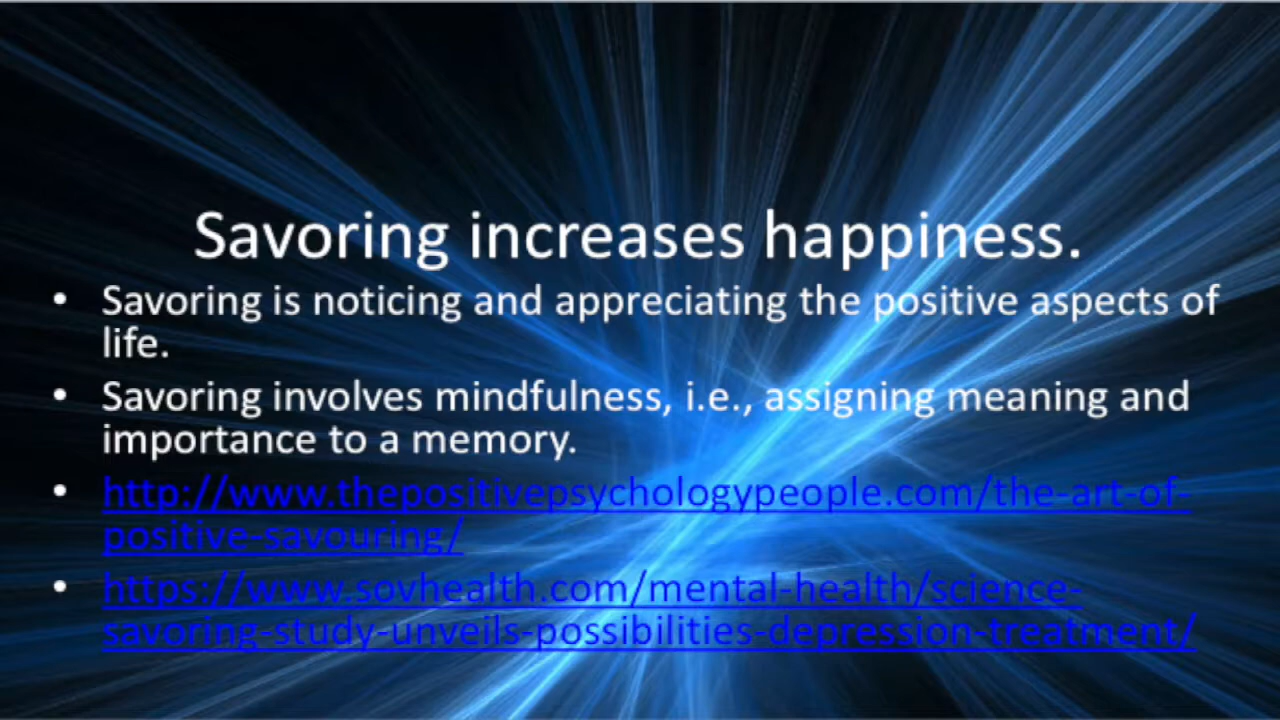 Savoring increases happiness.
• Savoring is noticing and appreciating the positive aspects of
life.
• Savoring involves mindfulness, i.e., assigning meaning and
importance to a memory.
• http://www.thepositivepsychologypeople.com/the-art-of-
positive-savouring/
• https://www.sovhealth.com/mental-health/science-
savoring-study-unveils-possibilities-depression-treatment/